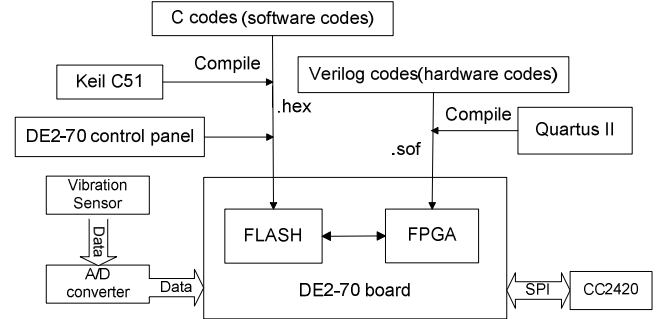 C codes (software codes)
Keil C51
Compile
Verilog codes(hardware codes)
.hex
Compile
DE2-70 control panel
Quartus II
.sof
Vibration
Sensor
Data
FLASH
FPGA
A/D
converter
Data
DE2-70 board
SPI
CC2420